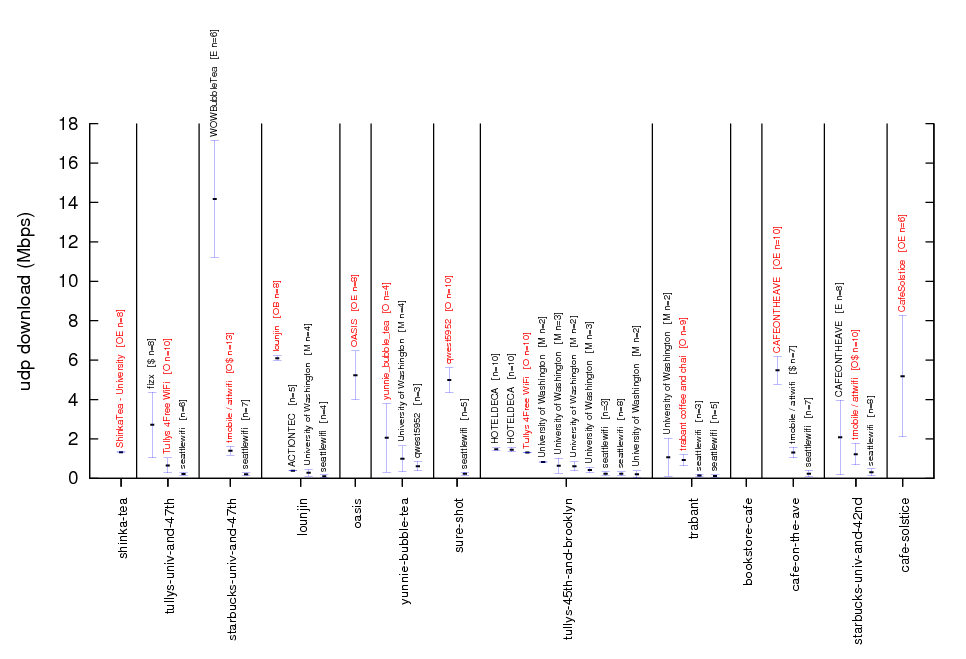 udp download (Mbps)
18
16
14
12
10
8
6
4
2
0
ShinkaTea - University [OE n=8]
ftzx [$ n=8]
Tullys 4Free WiFi [O n=10]
seattlewifi [n=6]
WOWBubbleTea [E n=6]
tmobile / attwifi [O$ n=13]
seattlewifi [n=7]
lounjin [OB n=8]
ACTIONTEC [n=5]
University of Washington [M n=4]
seattlewifi [n=4]
OASIS [OE n=8]
yunnie_bubble_tea [O n=4]
University of Washington [M n=4]
qwest5952 [n=3]
qwest5952 [O n=10]
seattlewifi [n=5]
HOTELDECA [n=10]
HOTELDECA [n=10]
Tullys 4Free WiFi [O n=10]
University of Washington [M n=2]
University of Washington [M n=3]
University of Washington [M n=2]
University of Washington [M n=3]
seattlewifi [n=3]
seattlewifi [n=8]
University of Washington [M n=2]
University of Washington [M n=2]
trabant coffee and chai [O n=9]
seattlewifi [n=3]
seattlewifi [n=5]
CAFEONTHEAVE [OE n=10]
tmobile / attwifi [$ n=7]
seattlewifi [n=7]
CAFEONTHEAVE [E n=8]
tmobile / attwifi [O$ n=10]
seattlewifi [n=8]
CafeSolstice [OE n=6]
shinka-tea
tullys-univ-and-47th
starbucks-univ-and-47th
lounjin
oasis
yunnie-bubble-tea
sure-shot
tullys-45th-and-brooklyn
trabant
bookstore-cafe
cafe-on-the-ave
starbucks-univ-and-42nd
cafe-solstice